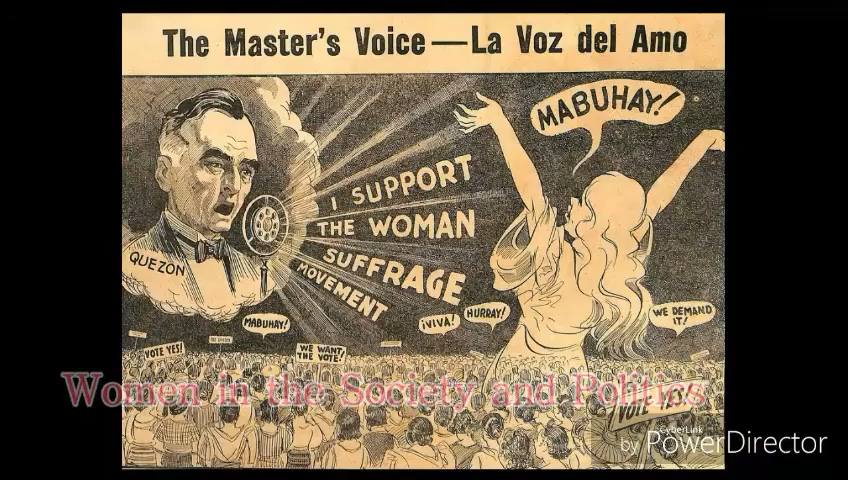 The Master's Voice — La Voz del Amo
MABUHAY!
I SUPPORT
THE WOMAN
SUFFRAGE
MOVEMENT
QUEZON
MABUHAY!
¡VIVA!
HURRAY!
WE DEMAND
IT!
VOTE YES!
WE WANT
THE VOTE!
Women in the Society and Politics
VOTE YES!
CyberLink
by PowerDirector